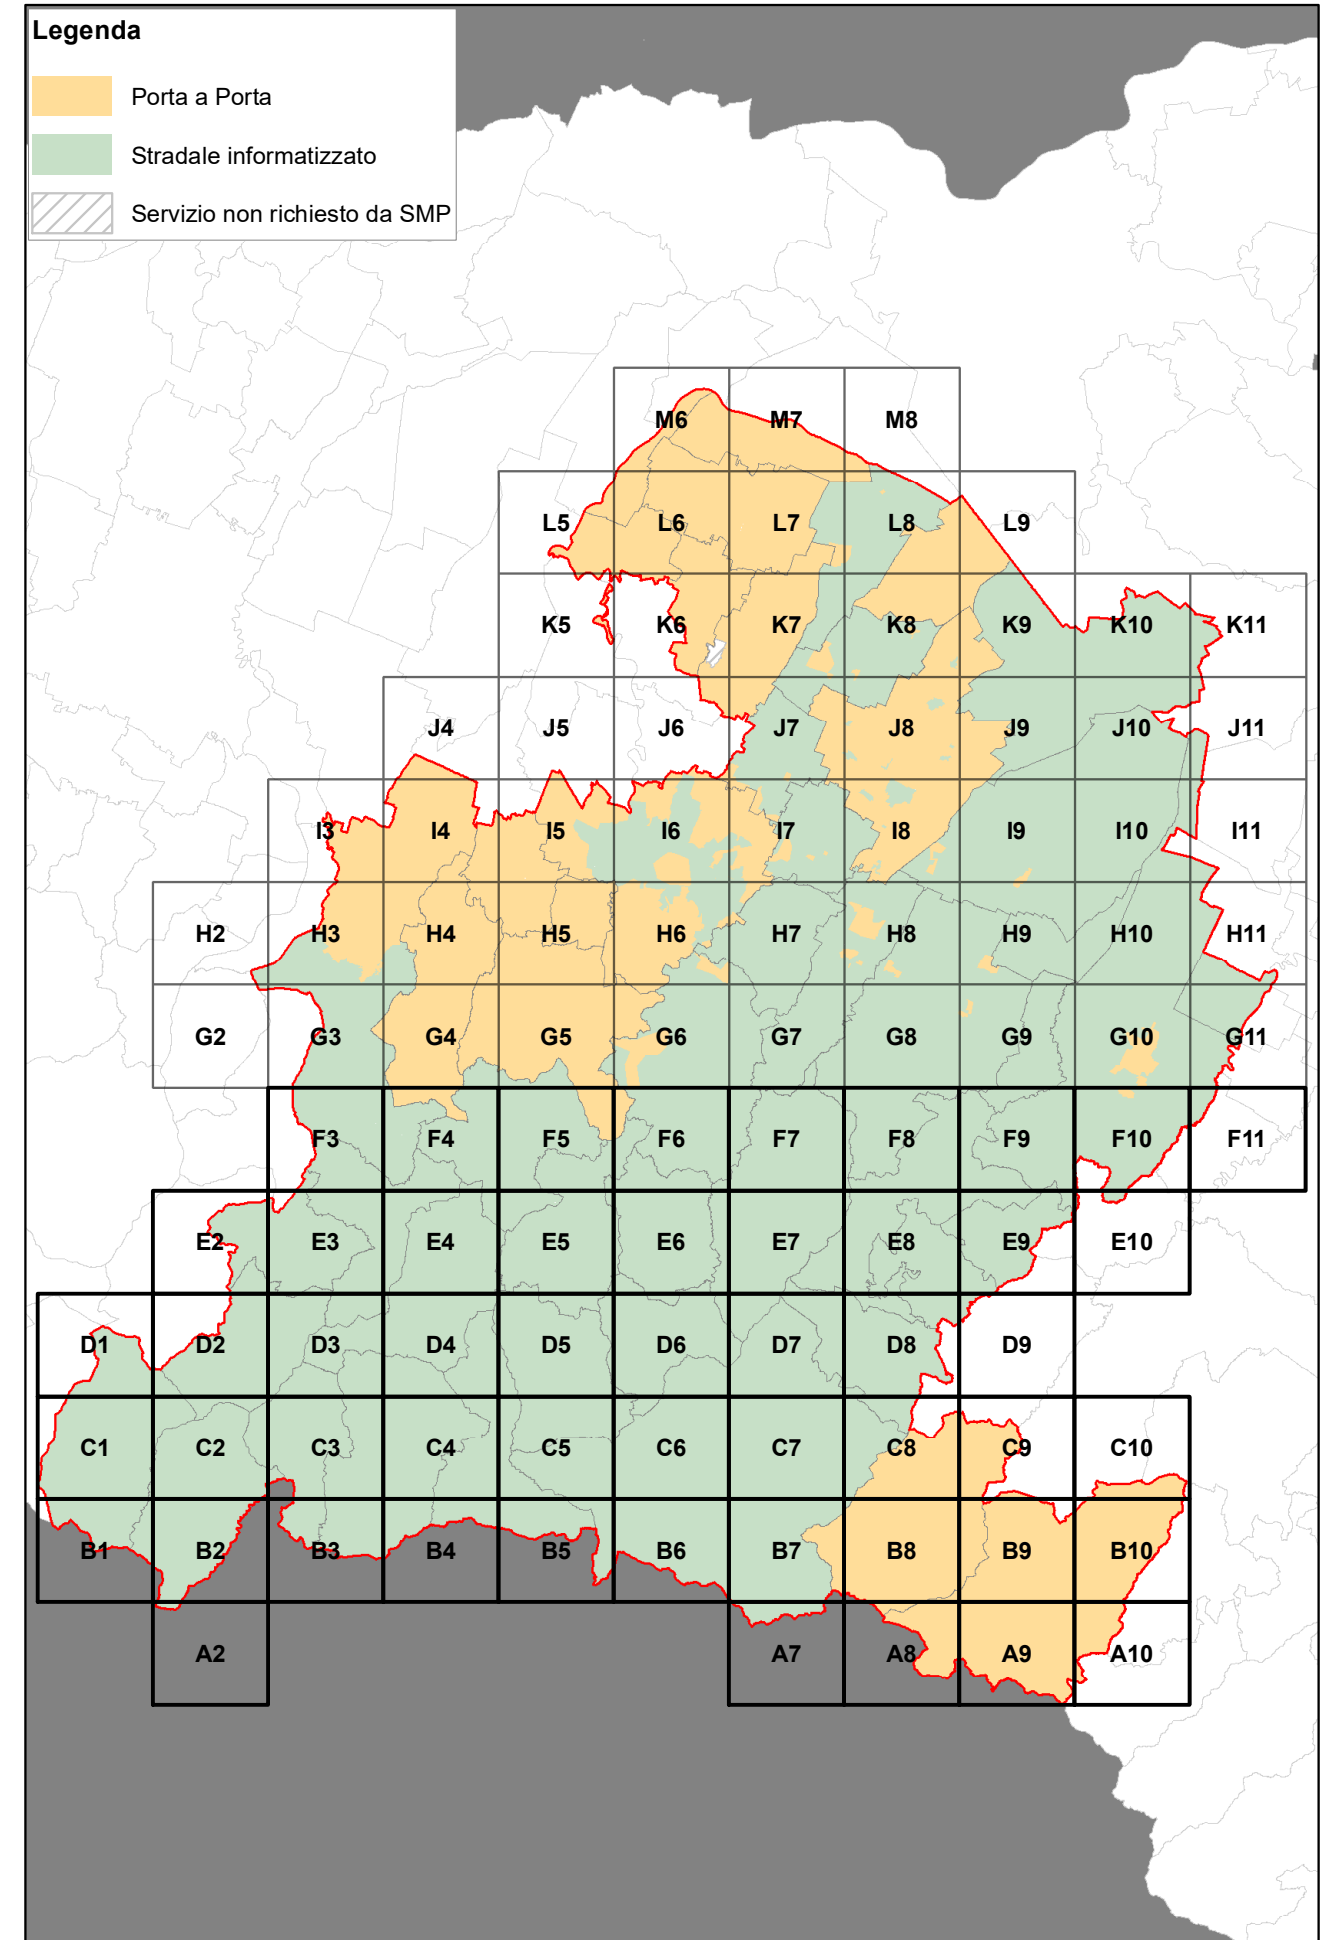 Legenda
Porta a Porta
Stradale informatizzato
Servizio non richiesto da SMP
M6 M7 M8
L5 L6 L7 L8 L9
K5 K6 K7 K8 K9 K10 K11
J4 J5 J6 J7 J8 J9 J10 J11
I3 I4 I5 I6 I7 I8 I9 I10 I11
H2 H3 H4 H5 H6 H7 H8 H9 H10 H11
G2 G3 G4 G5 G6 G7 G8 G9 G10 G11
F3 F4 F5 F6 F7 F8 F9 F10 F11
E2 E3 E4 E5 E6 E7 E8 E9 E10
D1 D2 D3 D4 D5 D6 D7 D8 D9
C1 C2 C3 C4 C5 C6 C7 C8 C9 C10
B1 B2 B3 B4 B5 B6 B7 B8 B9 B10
A2 A7 A8 A9 A10